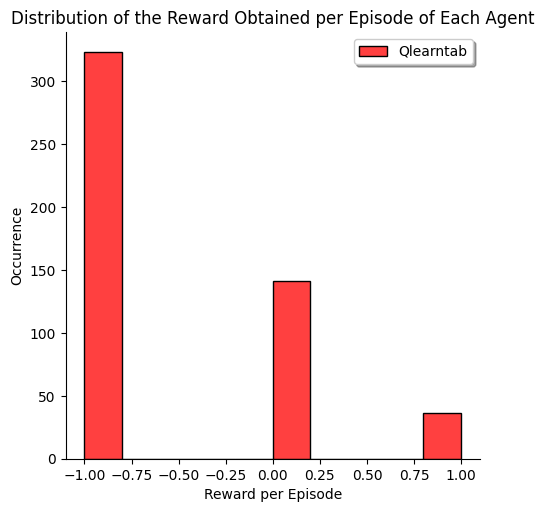 Distribution of the Reward Obtained per Episode of Each Agent
Qlearntab
300
250
200
150
100
50
0
Occurrence
−1.00 −0.75 −0.50 −0.25 0.00 0.25 0.50 0.75 1.00
Reward per Episode